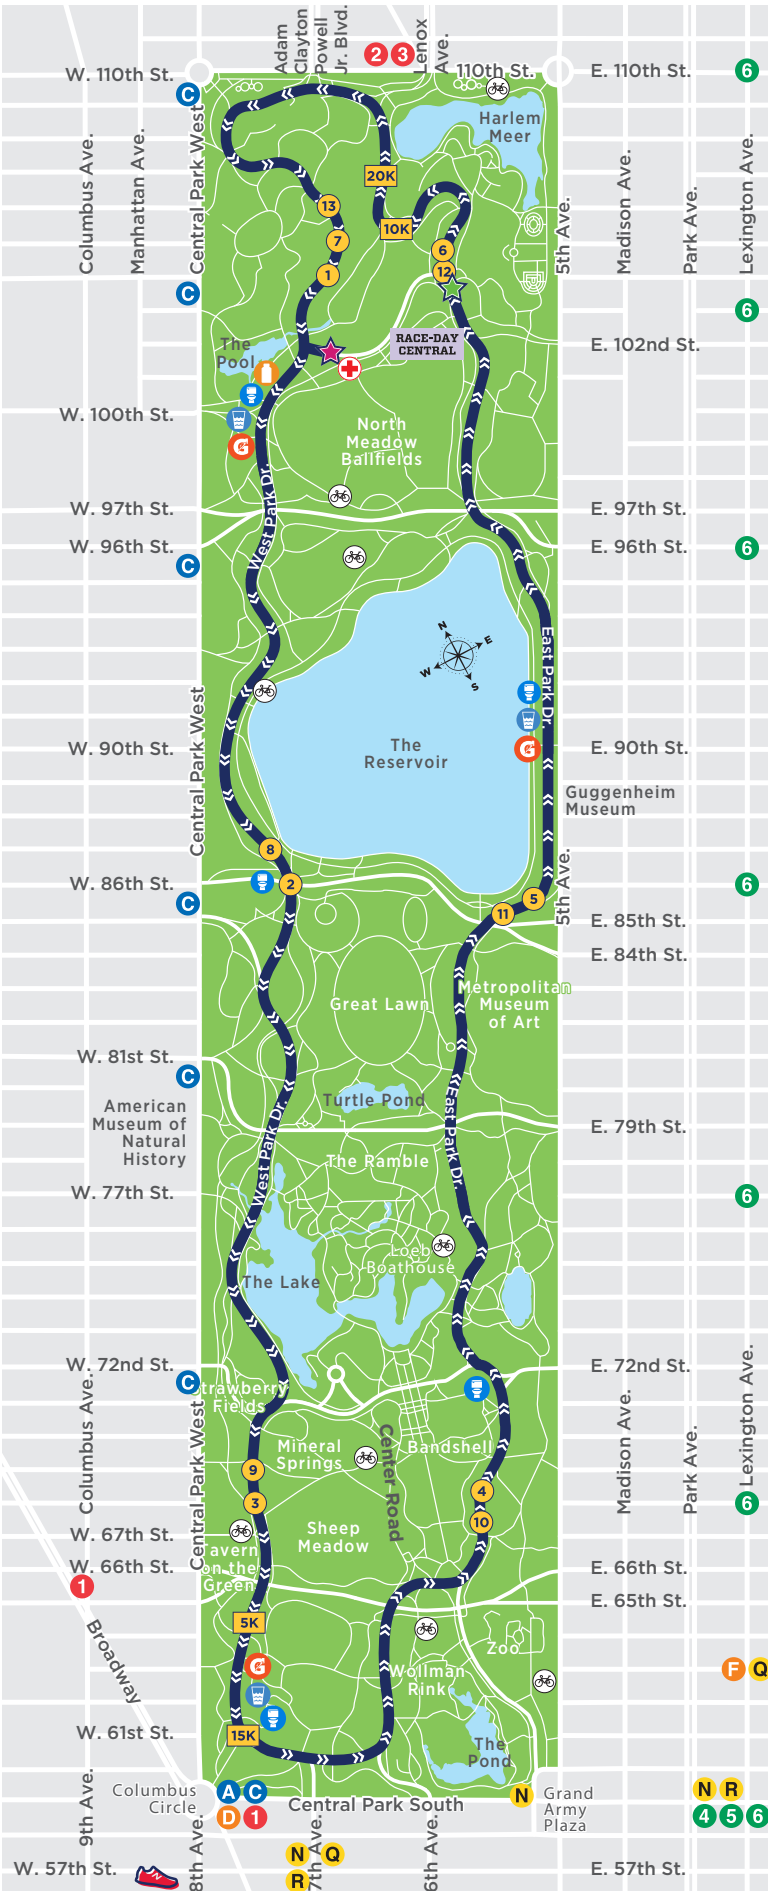 Adam
Clayton
Powell
Jr. Blvd.
2 3
Lenox
Ave.
W. 110th St.
110th St.
E. 110th St.
6
C
Harlem
Meer
Columbus Ave.
Manhattan Ave.
Central Park West
20K
13
10K
7
6
12
1
5th Ave.
Madison Ave.
Park Ave.
Lexington Ave.
C
6
The
Pool
RACE-DAY
CENTRAL
E. 102nd St.
W. 100th St.
G
North
Meadow
Ballfields
West Park Dr.
W. 97th St.
E. 97th St.
W. 96th St.
E. 96th St.
C
6
N
E
W
S
East Park Dr.
Central Park West
W. 90th St.
The
Reservoir
G
E. 90th St.
Guggenheim
Museum
8
W. 86th St.
2
5
11
5th Ave.
6
C
E. 85th St.
E. 84th St.
Great Lawn
Metropolitan
Museum
of Art
W. 81st St.
C
American
Museum of
Natural
History
Turtle Pond
West Park Dr.
East Park Dr.
E. 79th St.
The Ramble
W. 77th St.
6
Loeb
Boathouse
The Lake
W. 72nd St.
E. 72nd St.
C
Strawberry
Fields
Columbus Ave.
Central Park West
Mineral
Springs
Center Road
Bandshell
Madison Ave.
Park Ave.
Lexington Ave.
9
3
4
10
6
W. 67th St.
Sheep
Meadow
Tavern
on the
Green
W. 66th St.
E. 66th St.
1
E. 65th St.
5K
Broadway
G
Zoo
Wollman
Rink
F Q
15K
W. 61st St.
The
Pond
Columbus
Circle
A C
D 1
Central Park South
N
Grand
Army
Plaza
N R
4 5 6
9th Ave.
8th Ave.
7th Ave.
6th Ave.
N Q
R
W. 57th St.
E. 57th St.